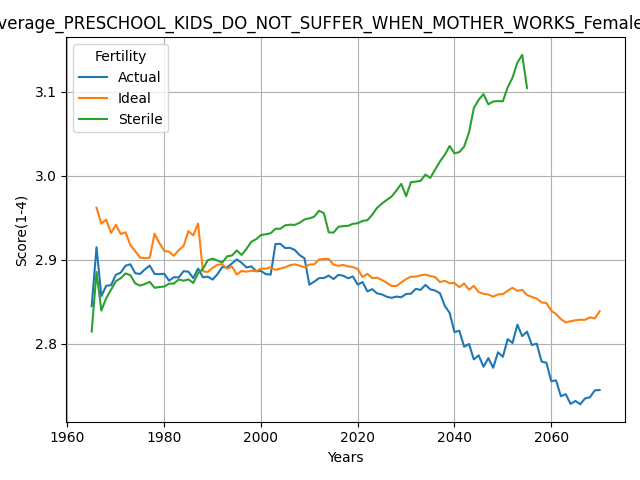 verage_PRESCHOOL_KIDS_DO_NOT_SUFFER_WHEN_MOTHER_WORKS_Female
Fertility
Actual
Ideal
Sterile
Score(1-4)
3.1
3.0
2.9
2.8
1960 1980 2000 2020 2040 2060
Years